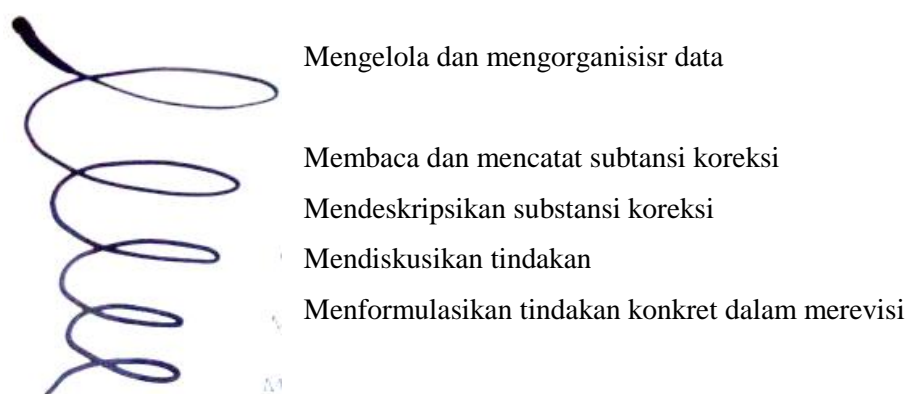 Mengelola dan mengorganisisr data
Membaca dan mencatat subtansi koreksi
Mendeskripsikan substansi koreksi
Mendiskusikan tindakan
Menformulasikan tindakan konkret dalam merevisi